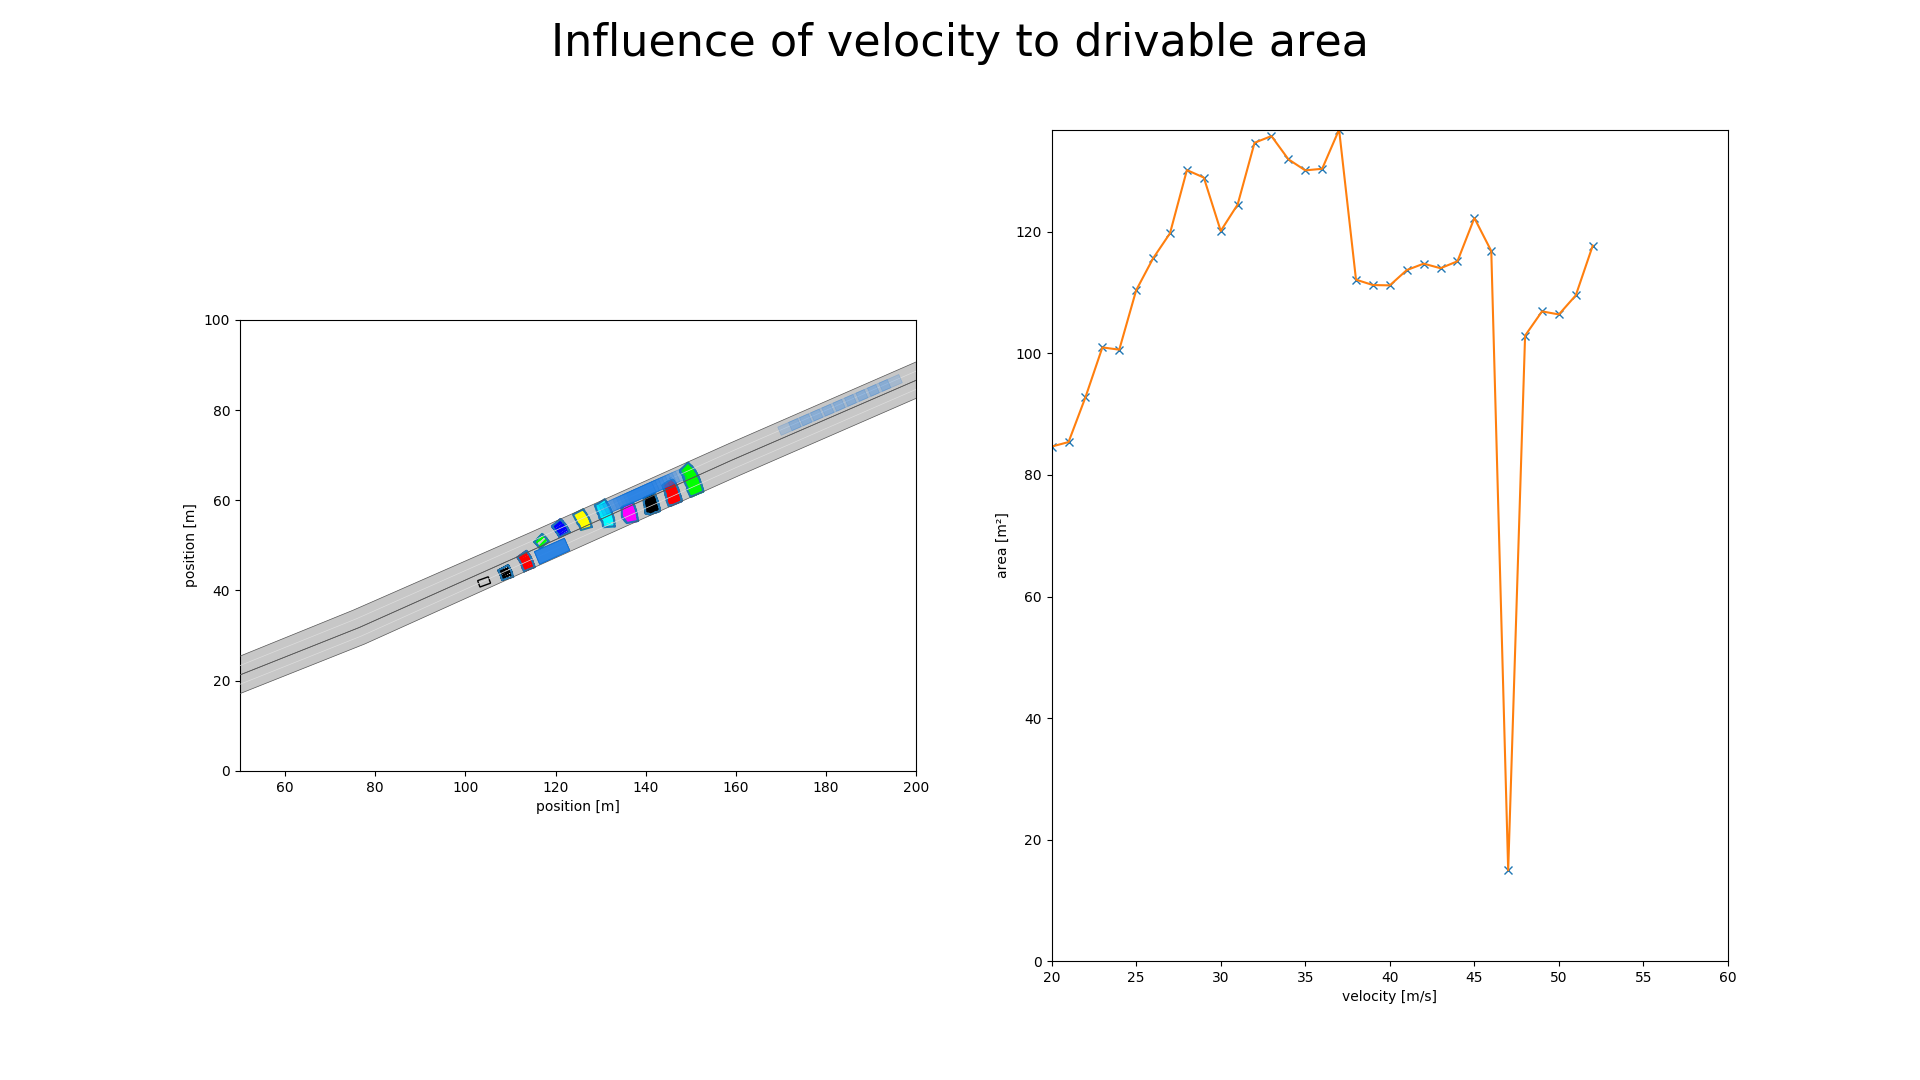 Influence of velocity to drivable area
100
80
60
40
20
0
60 80 100 120 140 160 180 200
position [m]
position [m]
120
100
80
60
40
20
0
20 25 30 35 40 45 50 55 60
velocity [m/s]
area [m²]